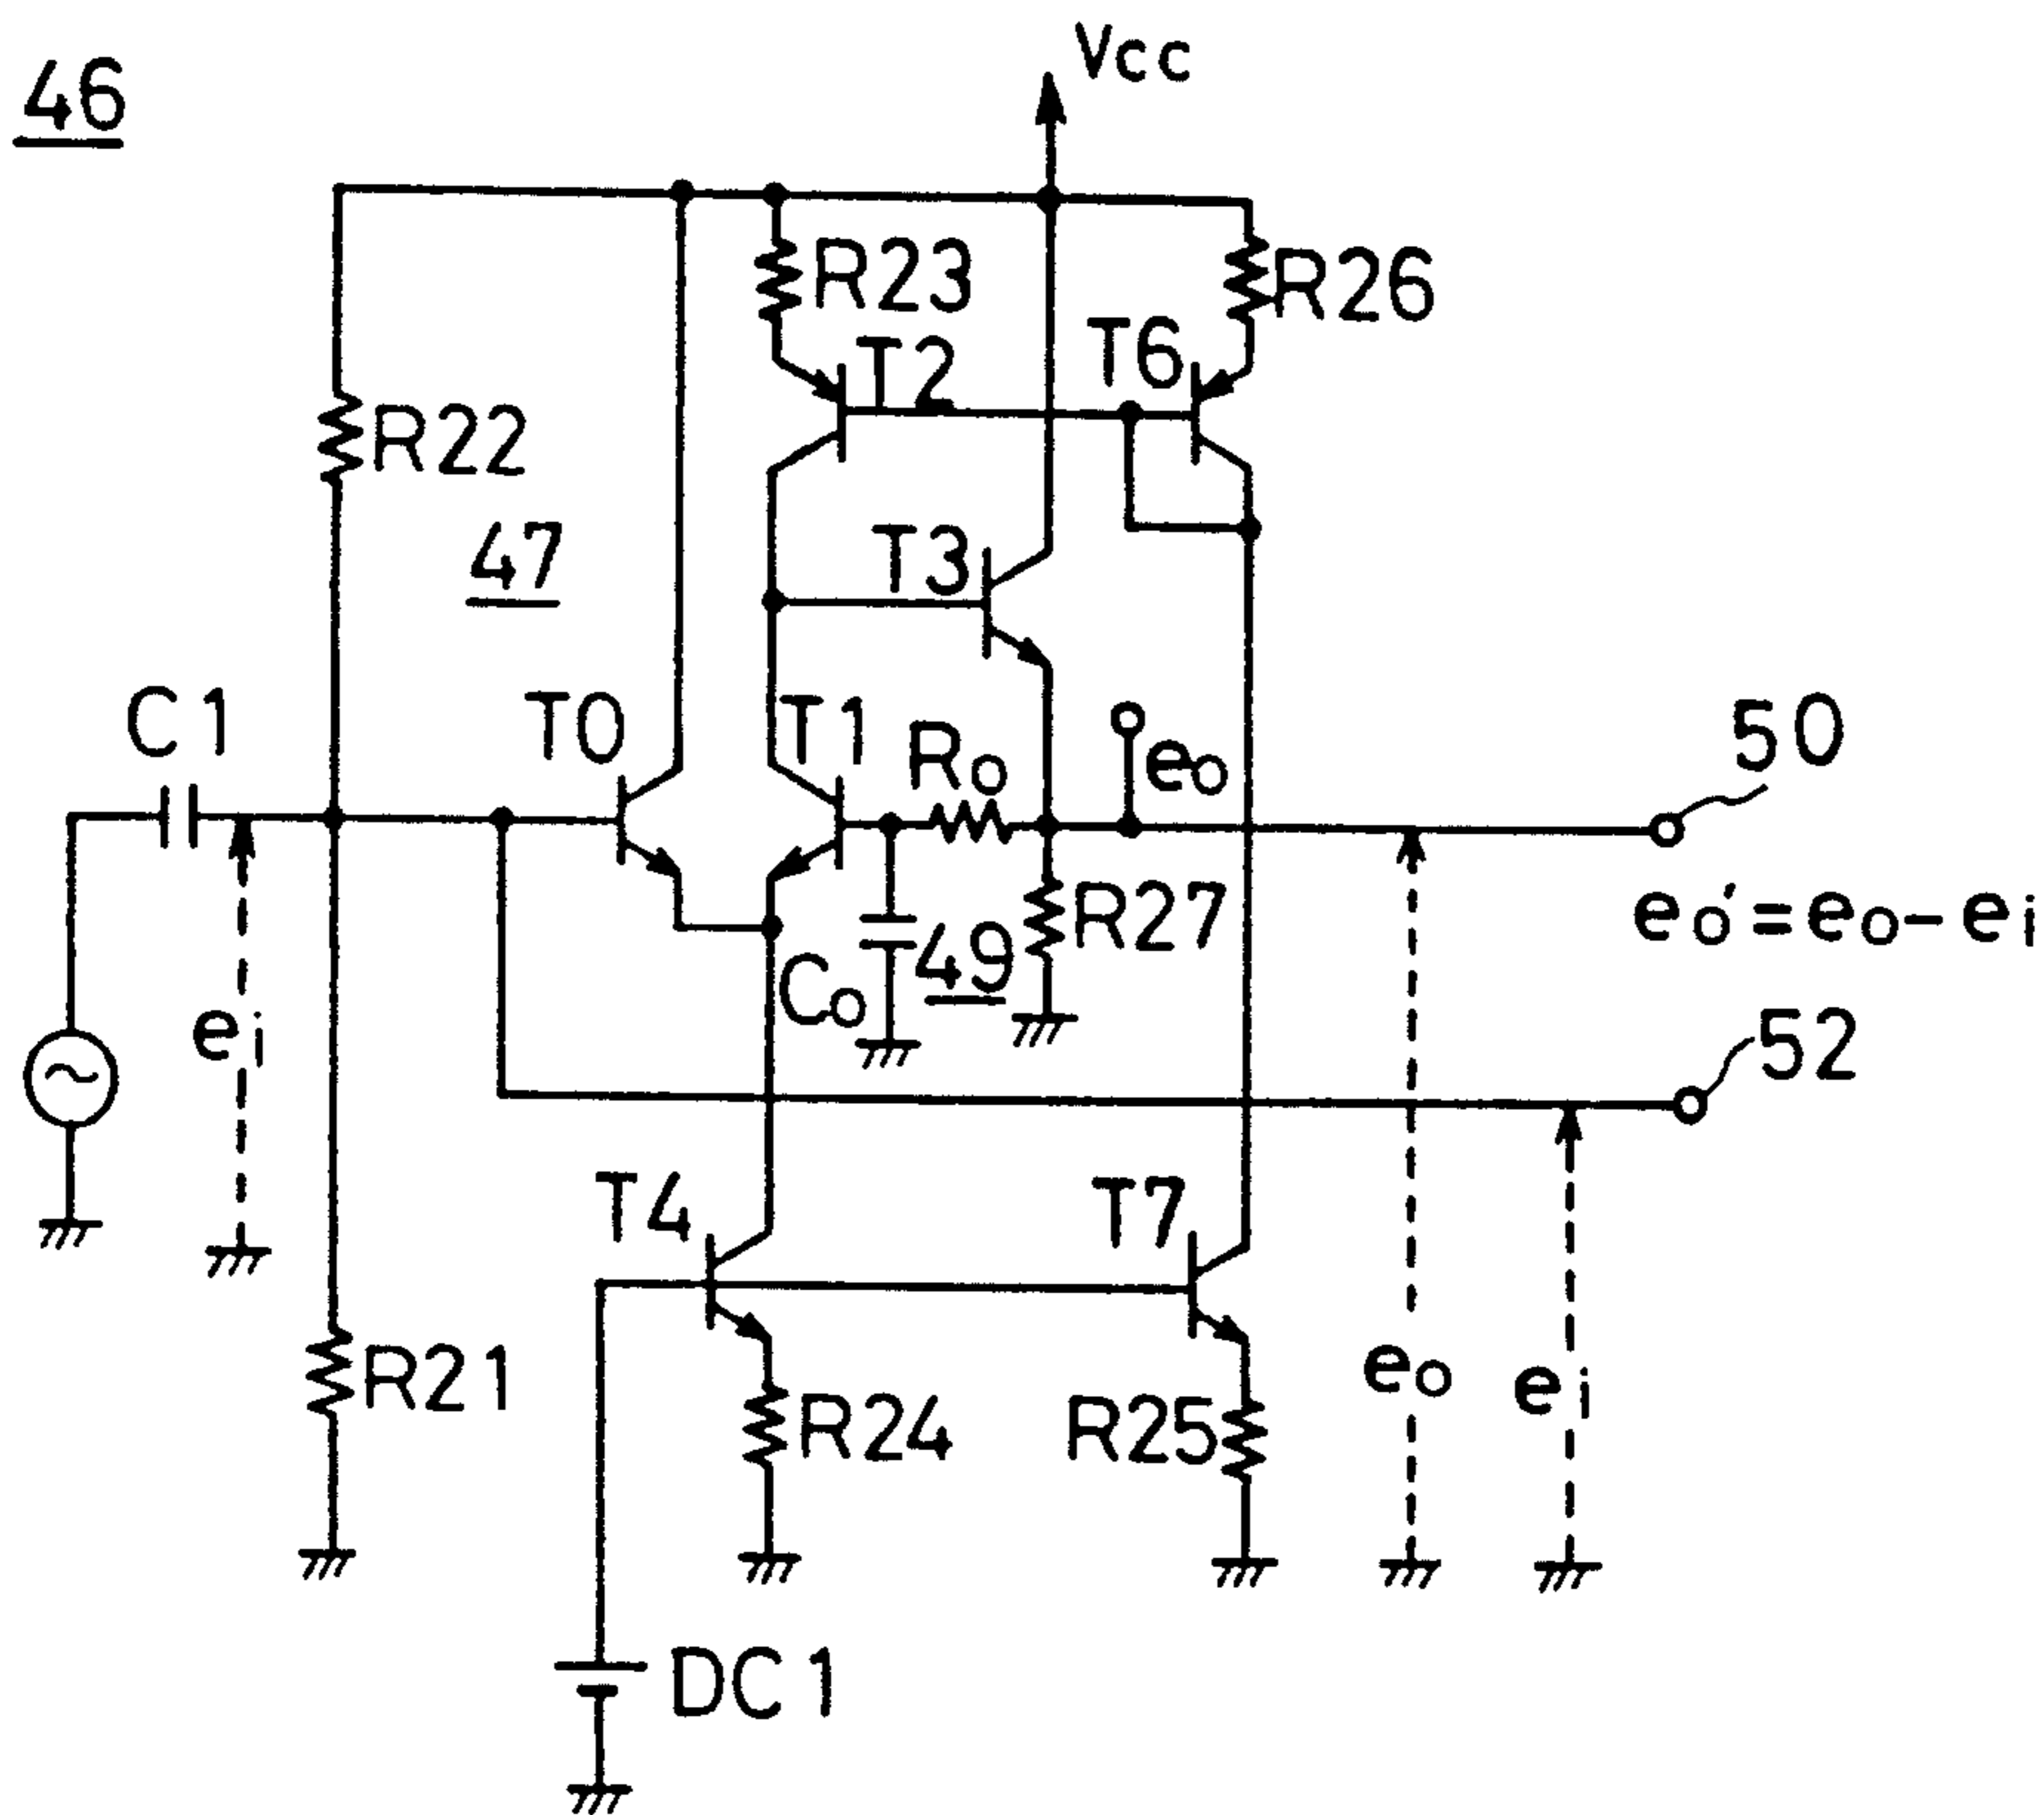 Vcc
46
R23
R26
T2
T6
R22
47
T3
C1
T0
T1
Ro
eo
50
R27
eo' = eo - ei
49
Co
ei
52
T4
T7
R21
R24
R25
eo
ei
DC1